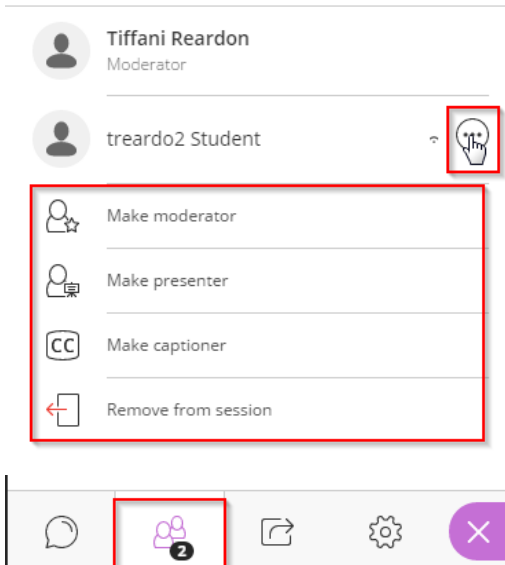 Tiffani Reardon
Moderator
treardo2 Student
Make moderator
Make presenter
CC Make captioner
Remove from session
2